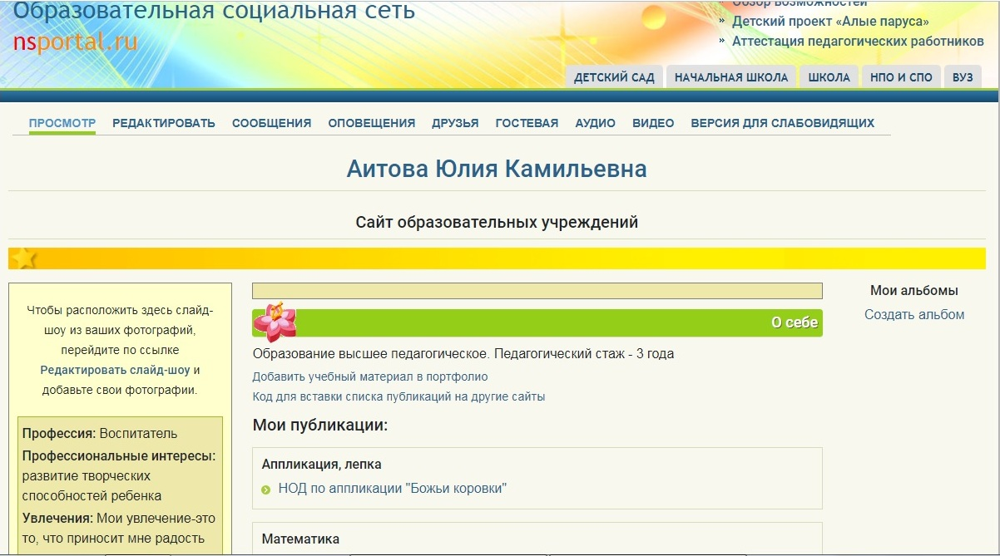 Образовательная социальная сеть
nsportal.ru
Обзор возможностей
» Детский проект «Алые паруса»
» Аттестация педагогических работников
ДЕТСКИЙ САД НАЧАЛЬНАЯ ШКОЛА ШКОЛА НПО И СПО ВУЗ
ПРОСМОТР РЕДАКТИРОВАТЬ СООБЩЕНИЯ ОПОВЕЩЕНИЯ ДРУЗЬЯ ГОСТЕВАЯ АУДИО ВИДЕО ВЕРСИЯ ДЛЯ СЛАБОВИДЯЩИХ
Аитова Юлия Камильевна
Сайт образовательных учреждений
Чтобы расположить здесь слайд-
шоу из ваших фотографий,
перейдите по ссылке
Редактировать слайд-шоу и
добавьте свои фотографии.
Профессия: Воспитатель
Профессиональные интересы:
развитие творческих
способностей ребенка
Увлечения: Мои увлечение-это
то, что приносит мне радость
О себе
Образование высшее педагогическое. Педагогический стаж - 3 года
Добавить учебный материал в портфолио
Код для вставки списка публикаций на другие сайты
Мои публикации:
Аппликация, лепка
НОД по аппликации "Божьи коровки"
Математика
Мои альбомы
Создать альбом